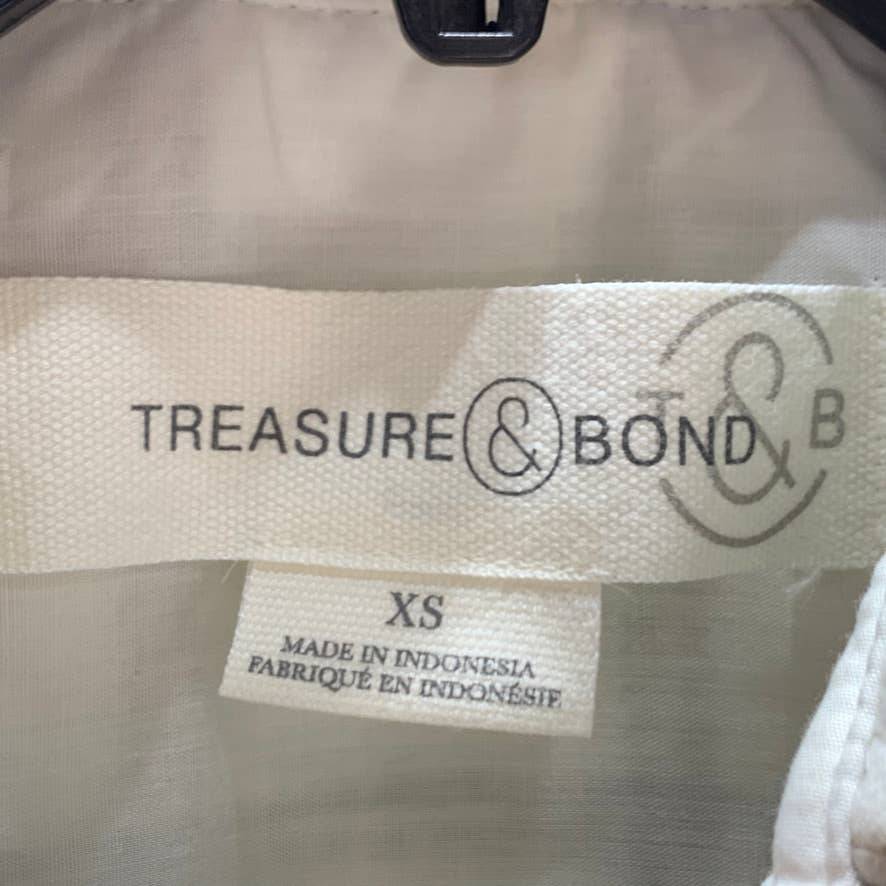 TREASURE & BOND
T & B
XS
MADE IN INDONESIA
FABRIQUÉ EN INDONÉSIE